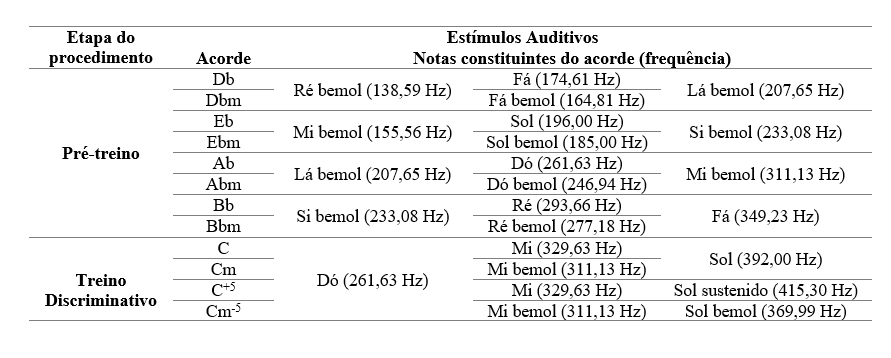 Etapa do procedimento Acorde Estímulos Auditivos
Notas constituintes do acorde (frequência)
Pré-treino
Db Ré bemol (138,59 Hz) Fá (174,61 Hz) Lá bemol (207,65 Hz)
Dbm Fá bemol (164,81 Hz)
Eb Mi bemol (155,56 Hz) Sol (196,00 Hz) Si bemol (233,08 Hz)
Ebm Sol bemol (185,00 Hz)
Ab Lá bemol (207,65 Hz) Dó (261,63 Hz) Mi bemol (311,13 Hz)
Abm Dó bemol (246,94 Hz)
Bb Si bemol (233,08 Hz) Ré (293,66 Hz) Fá (349,23 Hz)
Bbm Ré bemol (277,18 Hz)
Treino Discriminativo
C Dó (261,63 Hz) Mi (329,63 Hz) Sol (392,00 Hz)
Cm Mi bemol (311,13 Hz)
C+5 Mi (329,63 Hz) Sol sustenido (415,30 Hz)
Cm-5 Mi bemol (311,13 Hz) Sol bemol (369,99 Hz)